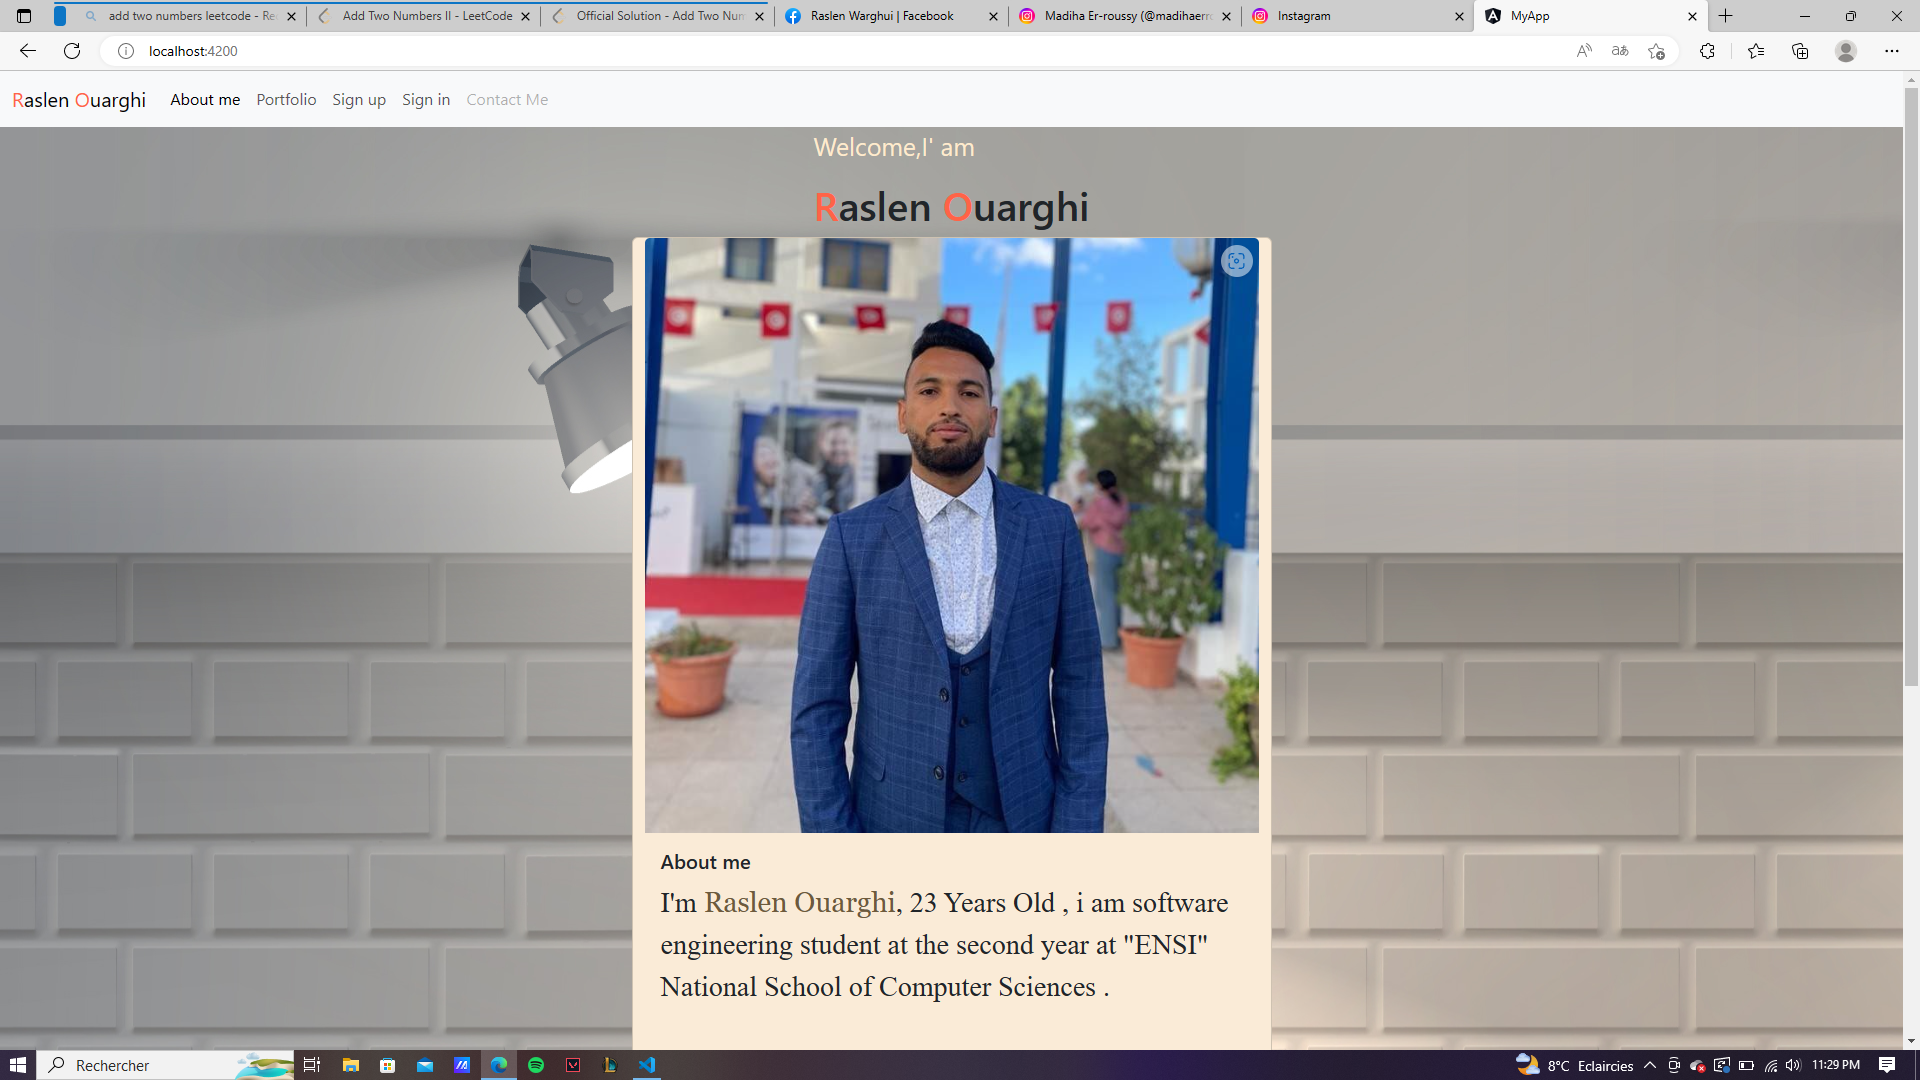 add two numbers leetcode - Re
Add Two Numbers II - LeetCode
Official Solution - Add Two Num
Raslen Warghui | Facebook
Madiha Er-roussy (@madihaerro
Instagram
MyApp
localhost:4200
Raslen Ouarghi
About me
Portfolio
Sign up
Sign in
Contact Me
Welcome,I' am
Raslen Ouarghi
About me
I'm Raslen Ouarghi, 23 Years Old , i am software
engineering student at the second year at "ENSI"
National School of Computer Sciences .
Rechercher
8°C Eclaircies
11:29 PM